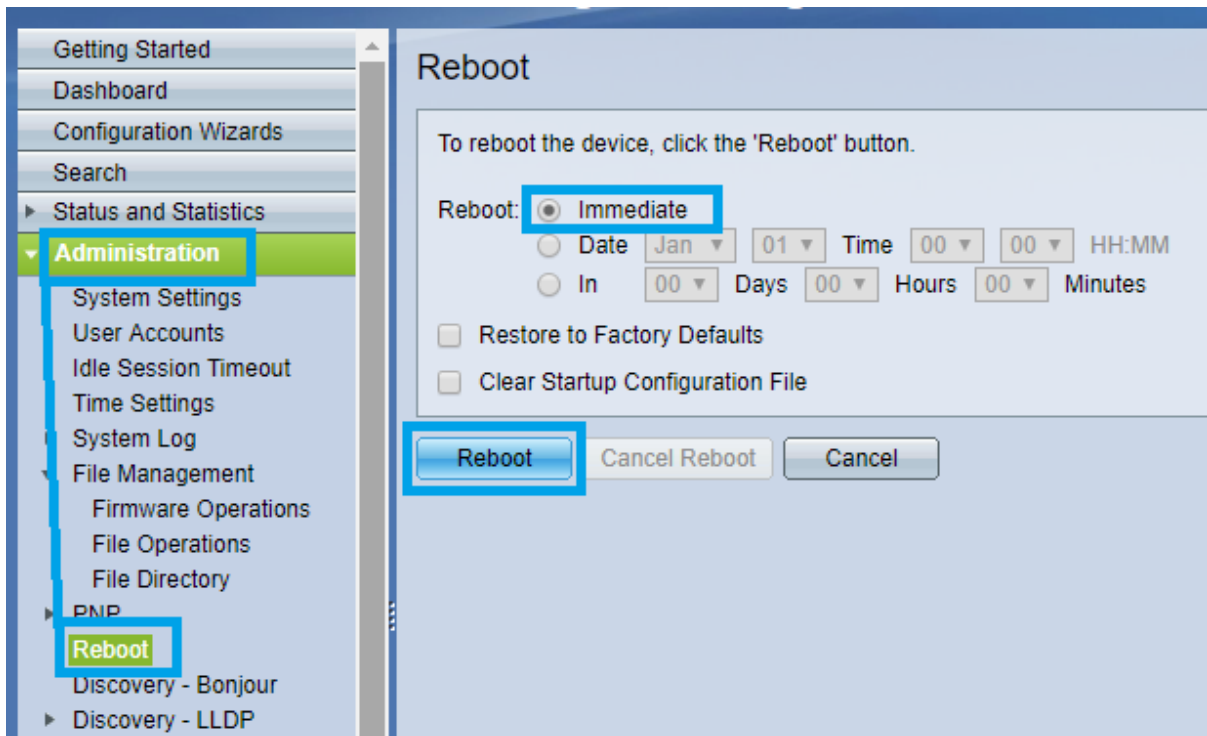 Getting Started
Dashboard
Configuration Wizards
Search
Status and Statistics
Administration
System Settings
User Accounts
Idle Session Timeout
Time Settings
System Log
File Management
Firmware Operations
File Operations
File Directory
PNP
Reboot
Discovery - Bonjour
Discovery - LLDP
Reboot
To reboot the device, click the 'Reboot' button.
Reboot: Immediate
Date Jan 01 Time 00 00 HH:MM
In 00 Days 00 Hours 00 Minutes
Restore to Factory Defaults
Clear Startup Configuration File
Reboot Cancel Reboot Cancel